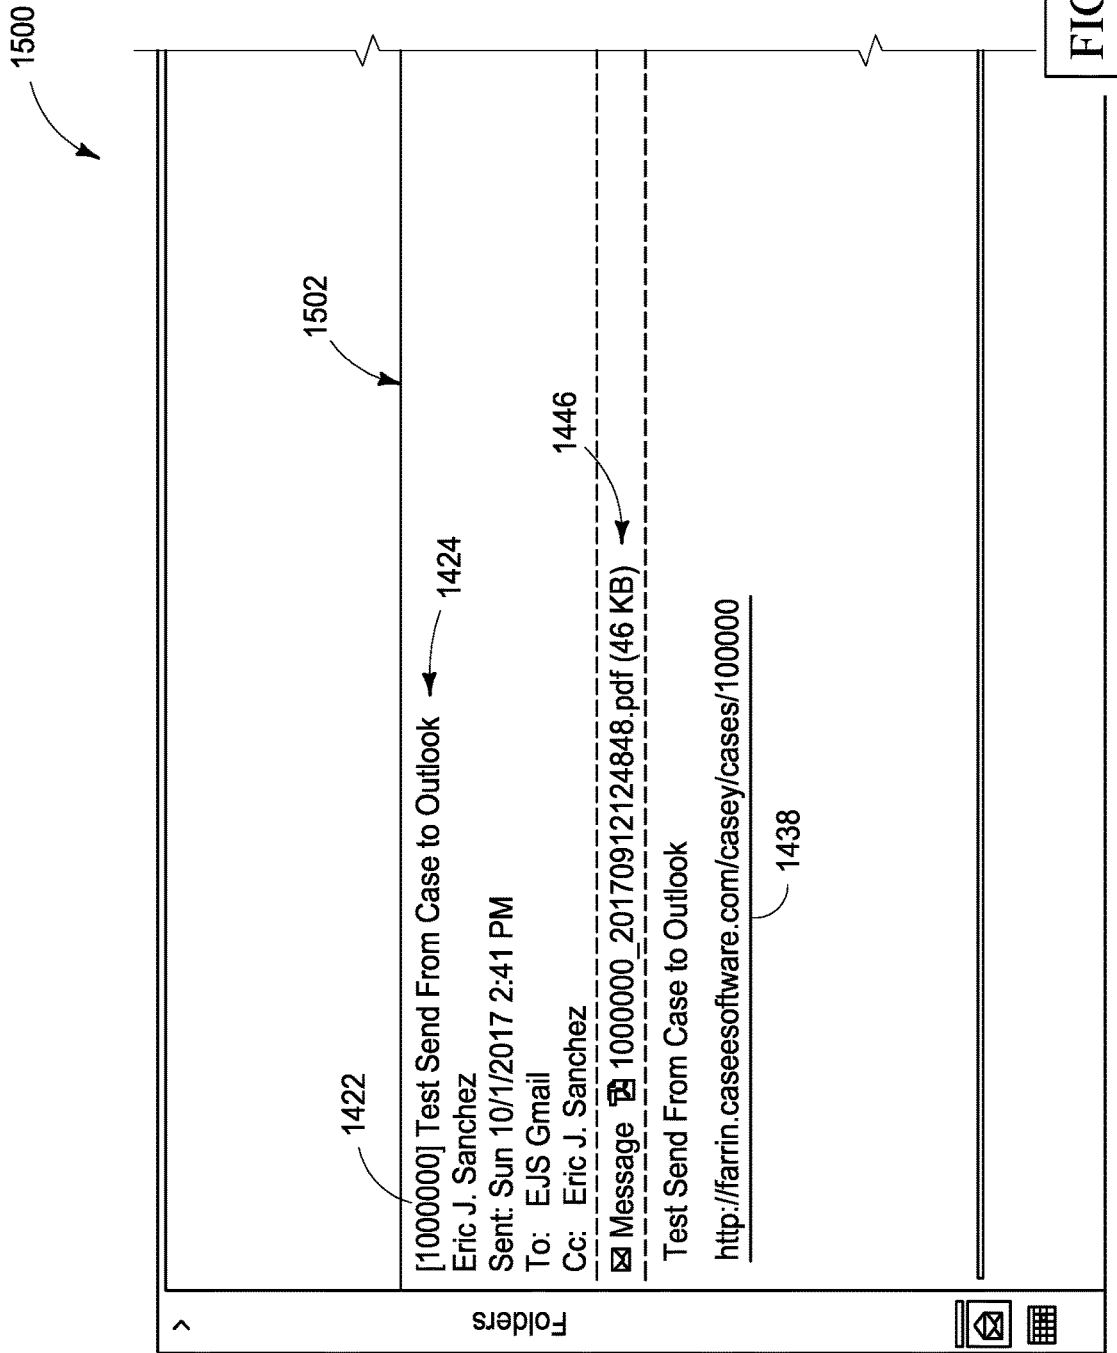 1500
1502
1422
1424
[1000000] Test Send From Case to Outlook
Eric J. Sanchez
Sent: Sun 10/1/2017 2:41 PM
To: EJS Gmail
Cc: Eric J. Sanchez
1446
Message 1000000_20170912124848.pdf (46 KB)
Test Send From Case to Outlook
http://farrin.caseesoftware.com/casey/cases/100000
1438
Folders